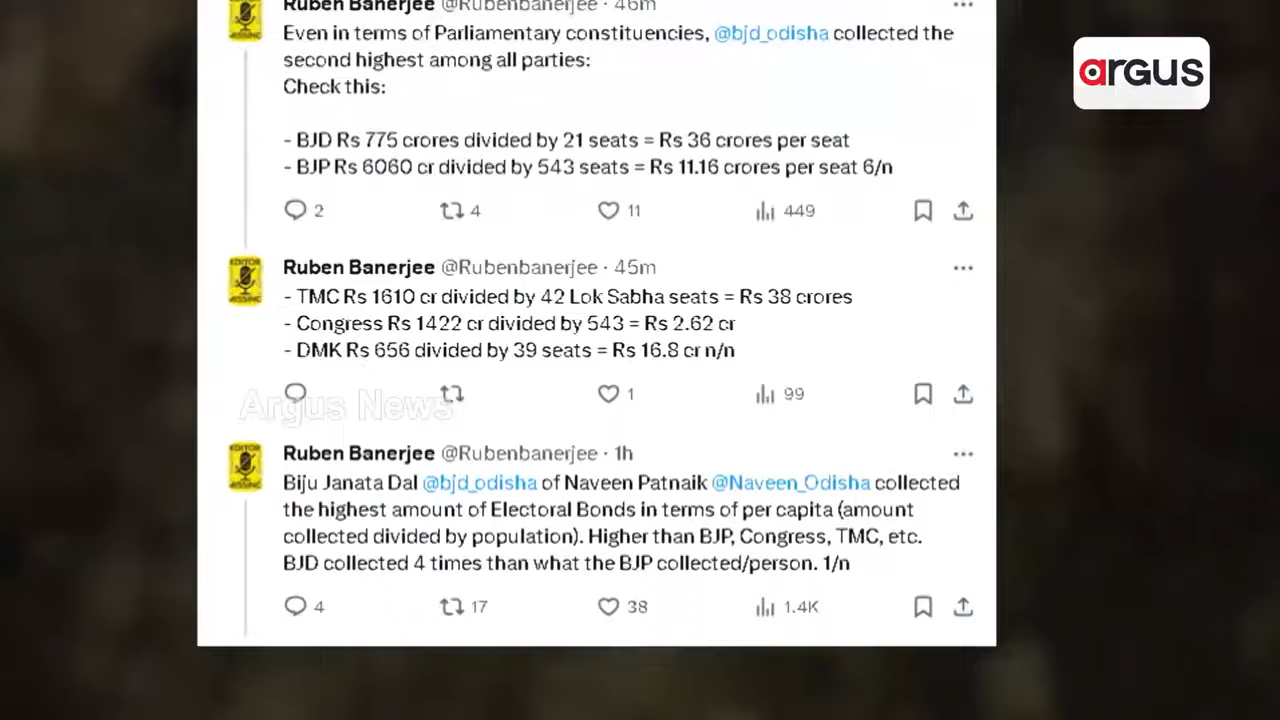 Ruben Banerjee @Rubenbanerjee · 46m
Even in terms of Parliamentary constituencies, @bjd_odisha collected the
second highest among all parties:
Check this:
- BJD Rs 775 crores divided by 21 seats = Rs 36 crores per seat
- BJP Rs 6060 cr divided by 543 seats = Rs 11.16 crores per seat 6/n
2 4 11 449
argus
EDITOR
MISSING
Ruben Banerjee @Rubenbanerjee · 45m
- TMC Rs 1610 cr divided by 42 Lok Sabha seats = Rs 38 crores
- Congress Rs 1422 cr divided by 543 = Rs 2.62 cr
- DMK Rs 656 divided by 39 seats = Rs 16.8 cr n/n
1 99
Argus News
EDITOR
MISSING
Ruben Banerjee @Rubenbanerjee · 1h
Biju Janata Dal @bjd_odisha of Naveen Patnaik @Naveen_Odisha collected
the highest amount of Electoral Bonds in terms of per capita (amount
collected divided by population). Higher than BJP, Congress, TMC, etc.
BJD collected 4 times than what the BJP collected/person. 1/n
4 17 38 1.4K